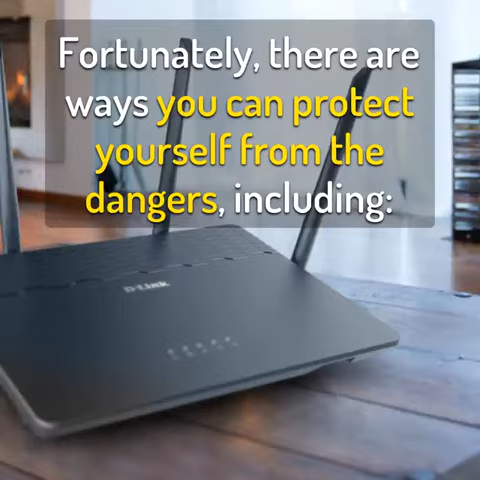 Fortunately, there are
ways you can protect
yourself from the
dangers, including:
D-Link